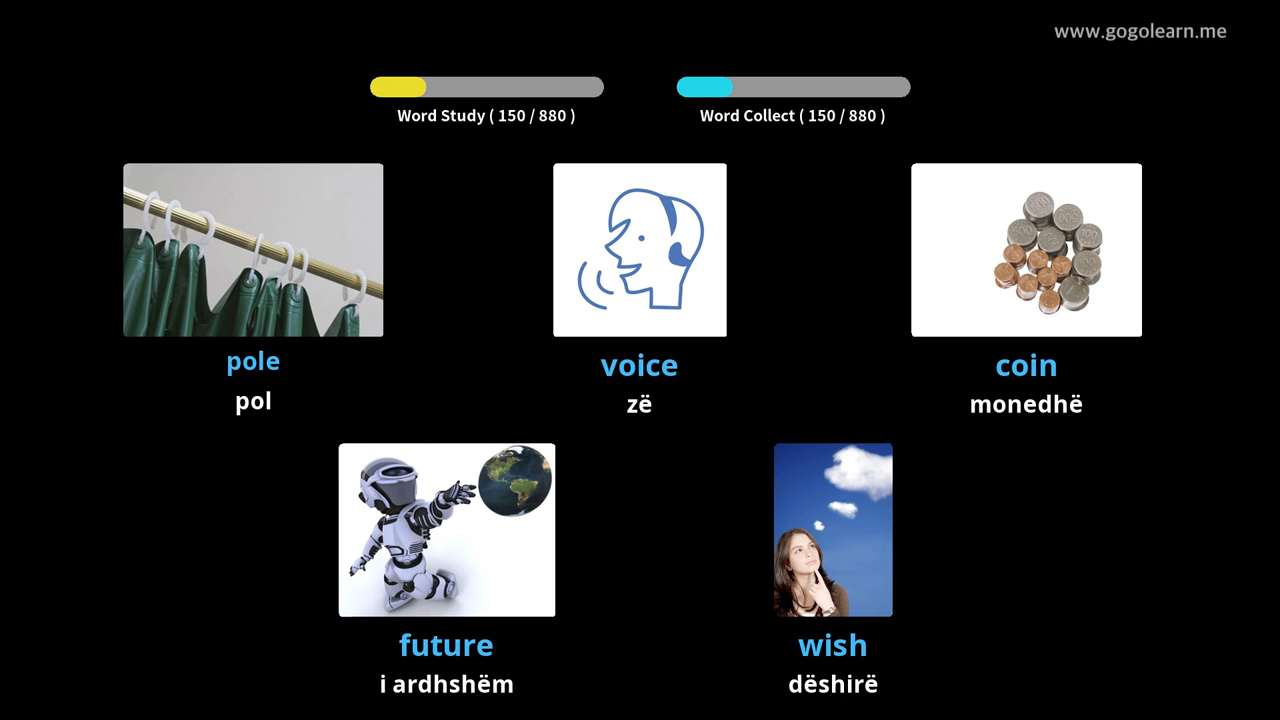 www.gogolearn.me
Word Study ( 150 / 880 )
Word Collect ( 150 / 880 )
pole
pol
voice
zë
coin
monedhë
future
i ardhshëm
wish
dëshirë